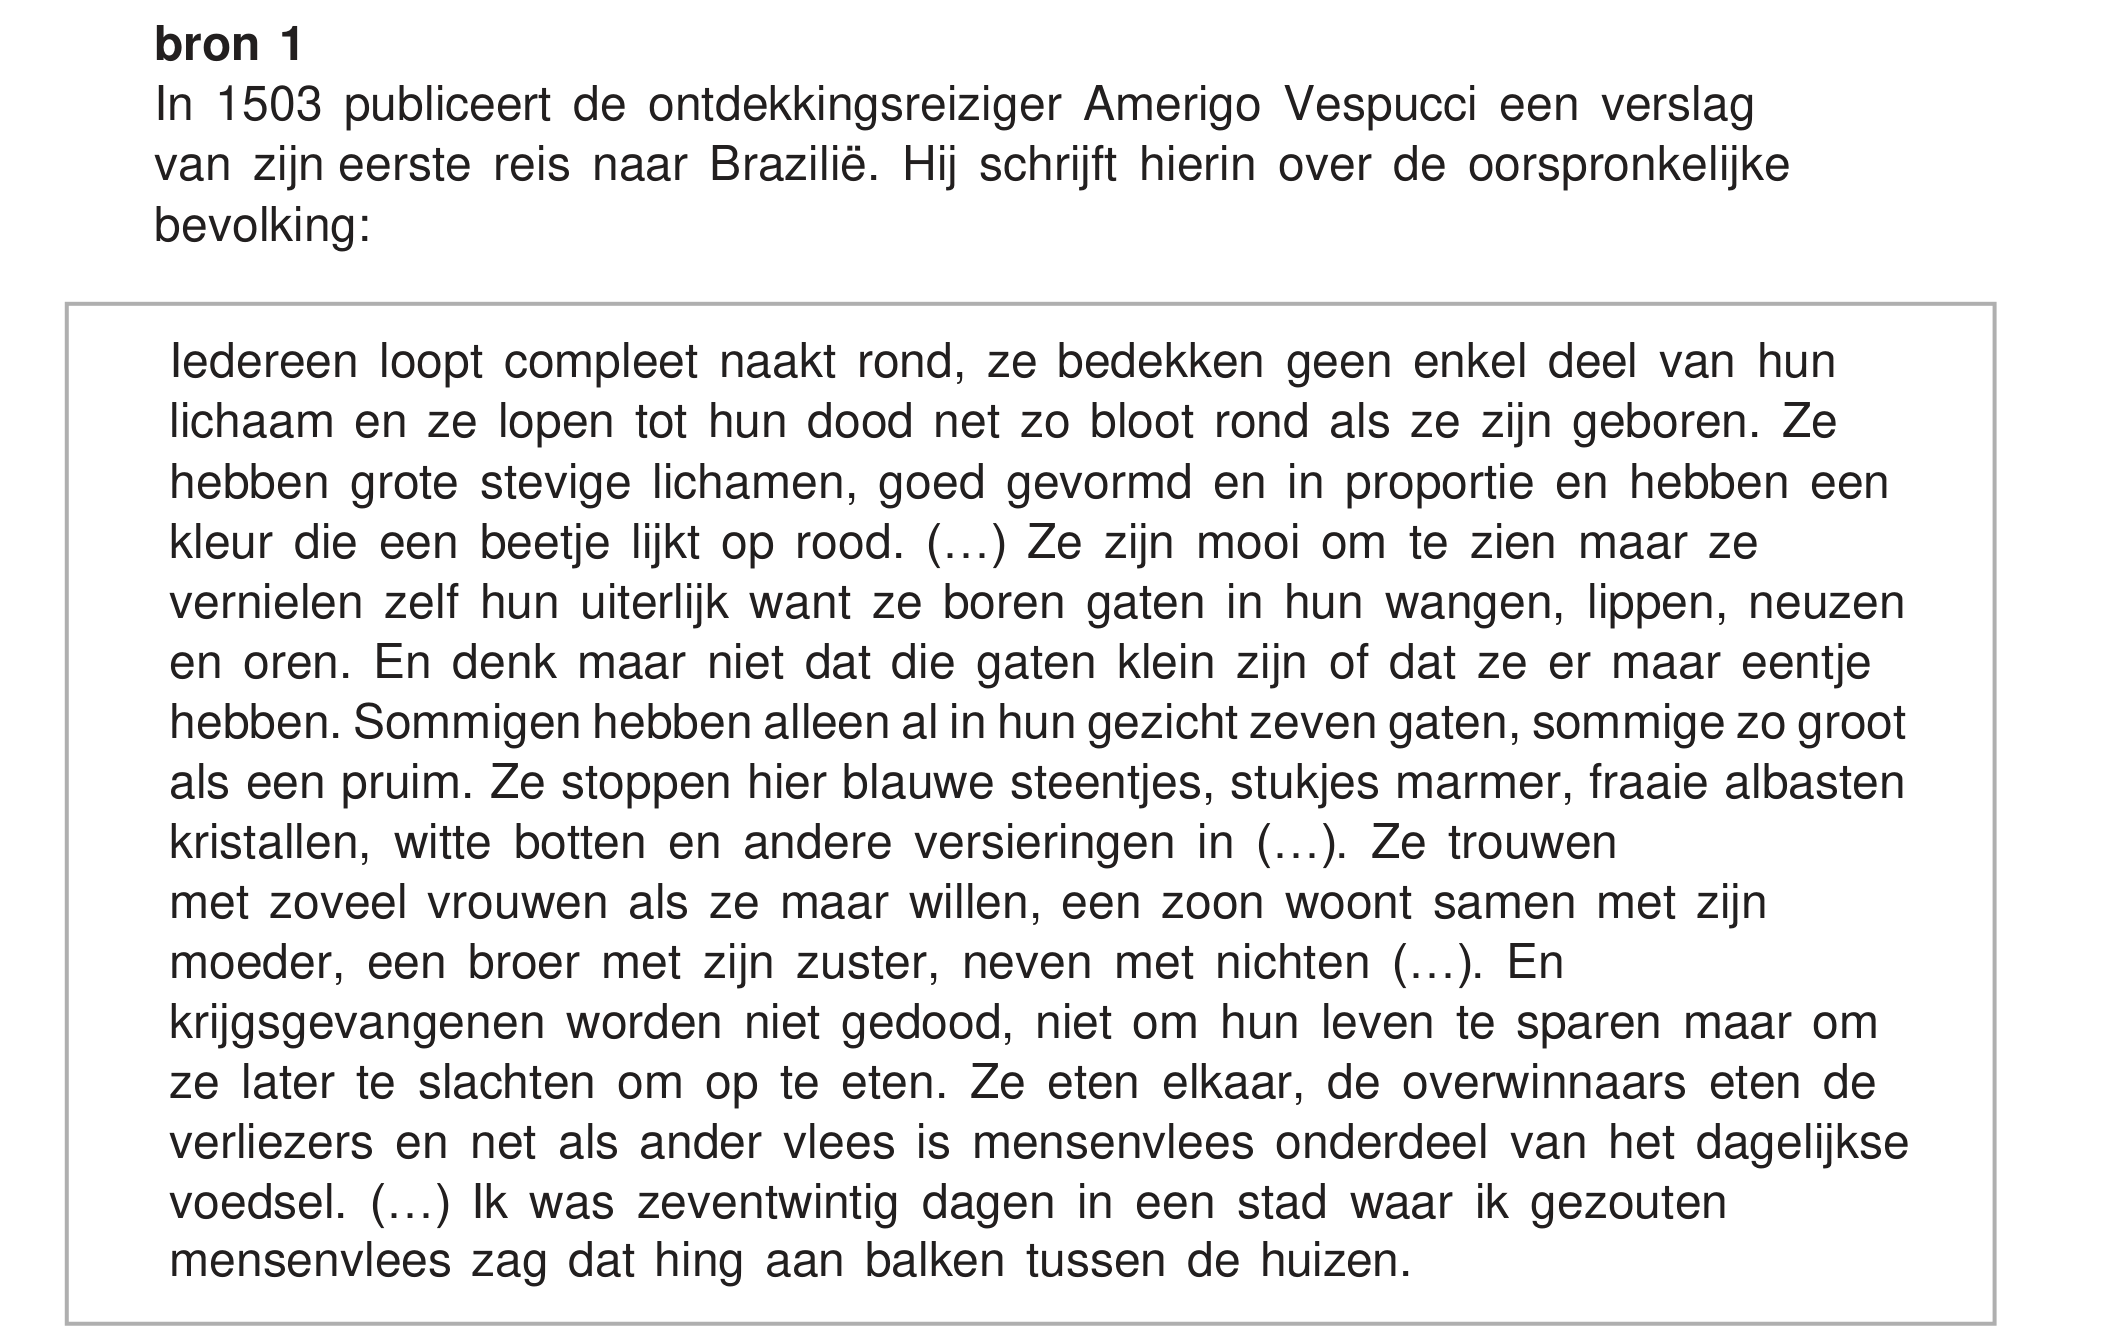 bron 1
In 1503 publiceert de ontdekkingsreiziger Amerigo Vespucci een verslag
van zijn eerste reis naar Brazilië. Hij schrijft hierin over de oorspronkelijke
bevolking:
Iedereen loopt compleet naakt rond, ze bedekken geen enkel deel van hun
lichaam en ze lopen tot hun dood net zo bloot rond als ze zijn geboren. Ze
hebben grote stevige lichamen, goed gevormd en in proportie en hebben een
kleur die een beetje lijkt op rood. (…) Ze zijn mooi om te zien maar ze
vernielen zelf hun uiterlijk want ze boren gaten in hun wangen, lippen, neuzen
en oren. En denk maar niet dat die gaten klein zijn of dat ze er maar eentje
hebben. Sommigen hebben alleen al in hun gezicht zeven gaten, sommige zo groot
als een pruim. Ze stoppen hier blauwe steentjes, stukjes marmer, fraaie albasten
kristallen, witte botten en andere versieringen in (…). Ze trouwen
met zoveel vrouwen als ze maar willen, een zoon woont samen met zijn
moeder, een broer met zijn zuster, neven met nichten (…). En
krijgsgevangenen worden niet gedood, niet om hun leven te sparen maar om
ze later te slachten om op te eten. Ze eten elkaar, de overwinnaars eten de
verliezers en net als ander vlees is mensenvlees onderdeel van het dagelijkse
voedsel. (…) Ik was zeventwintig dagen in een stad waar ik gezouten
mensenvlees zag dat hing aan balken tussen de huizen.